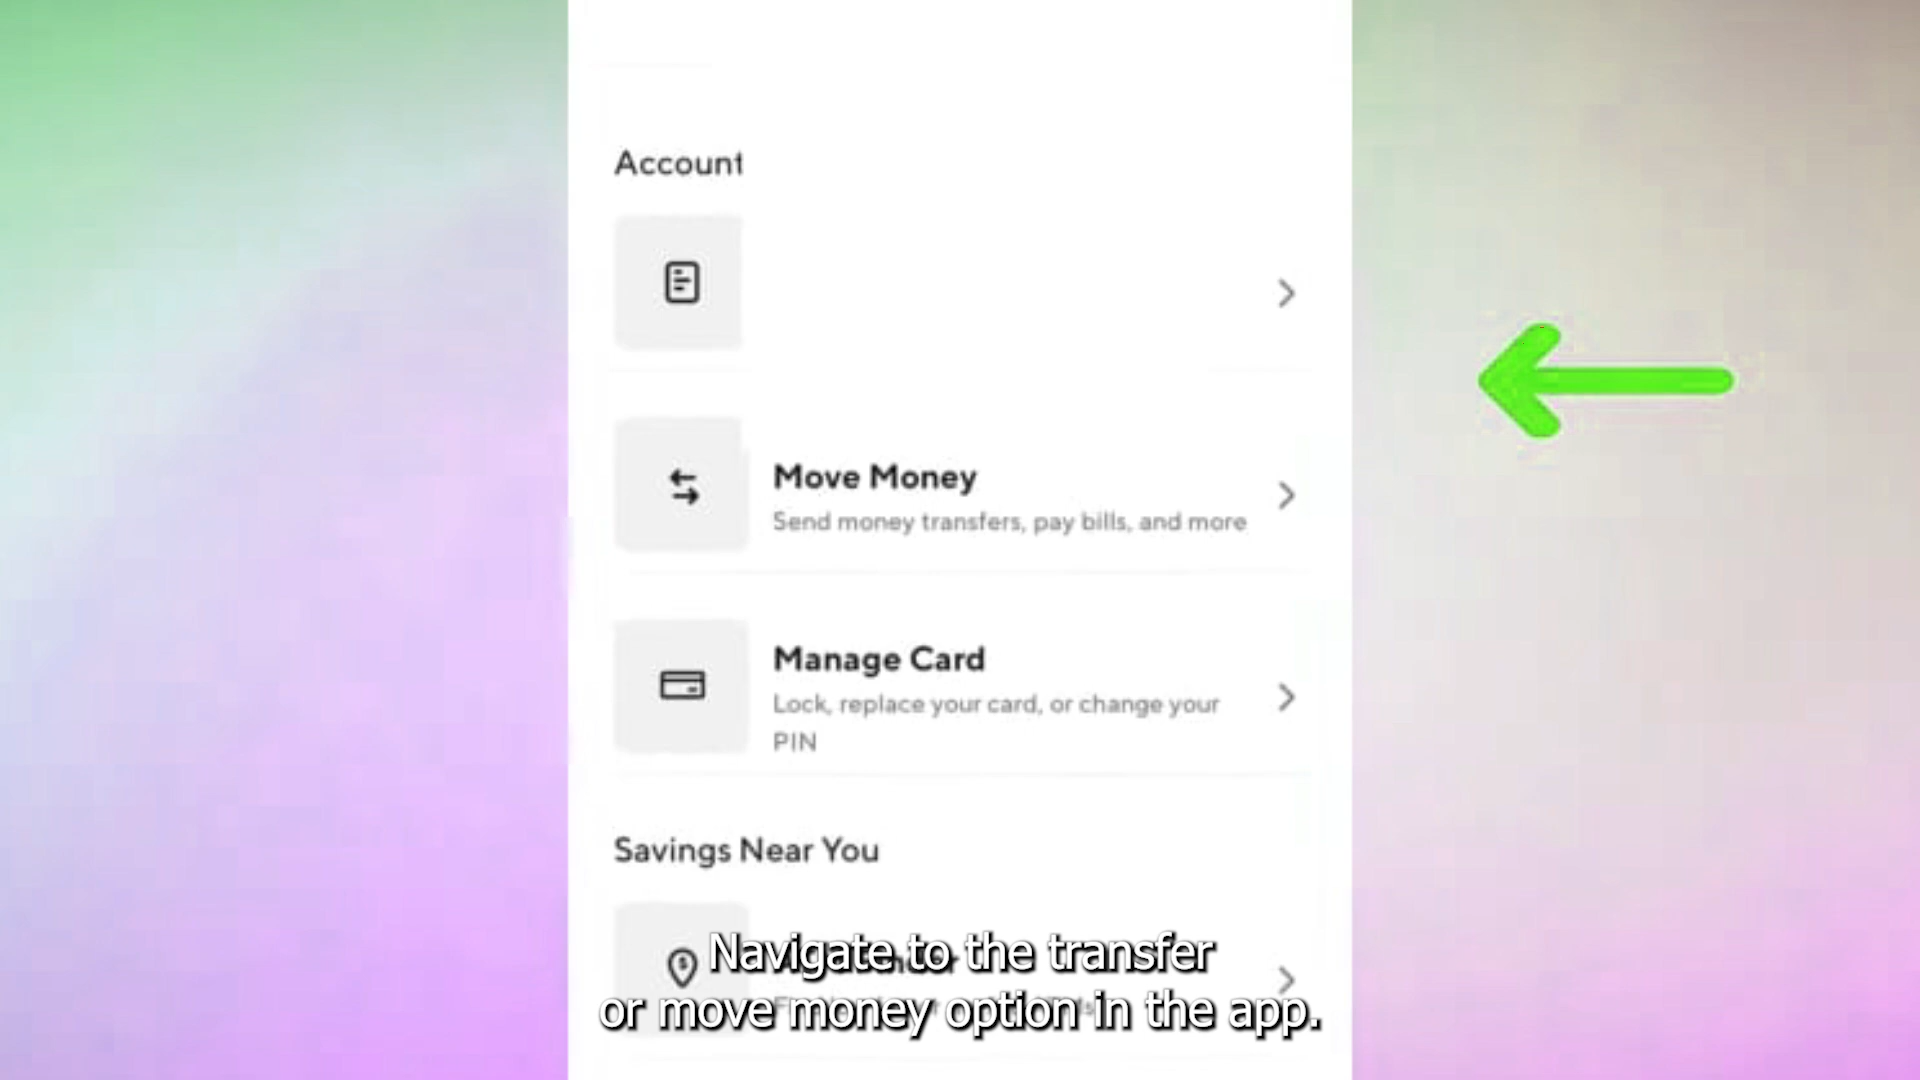 Account
Move Money
Send money transfers, pay bills, and more
Manage Card
Lock, replace your card, or change your
PIN
Savings Near You
Navigate to the transfer
or move money option in the app.